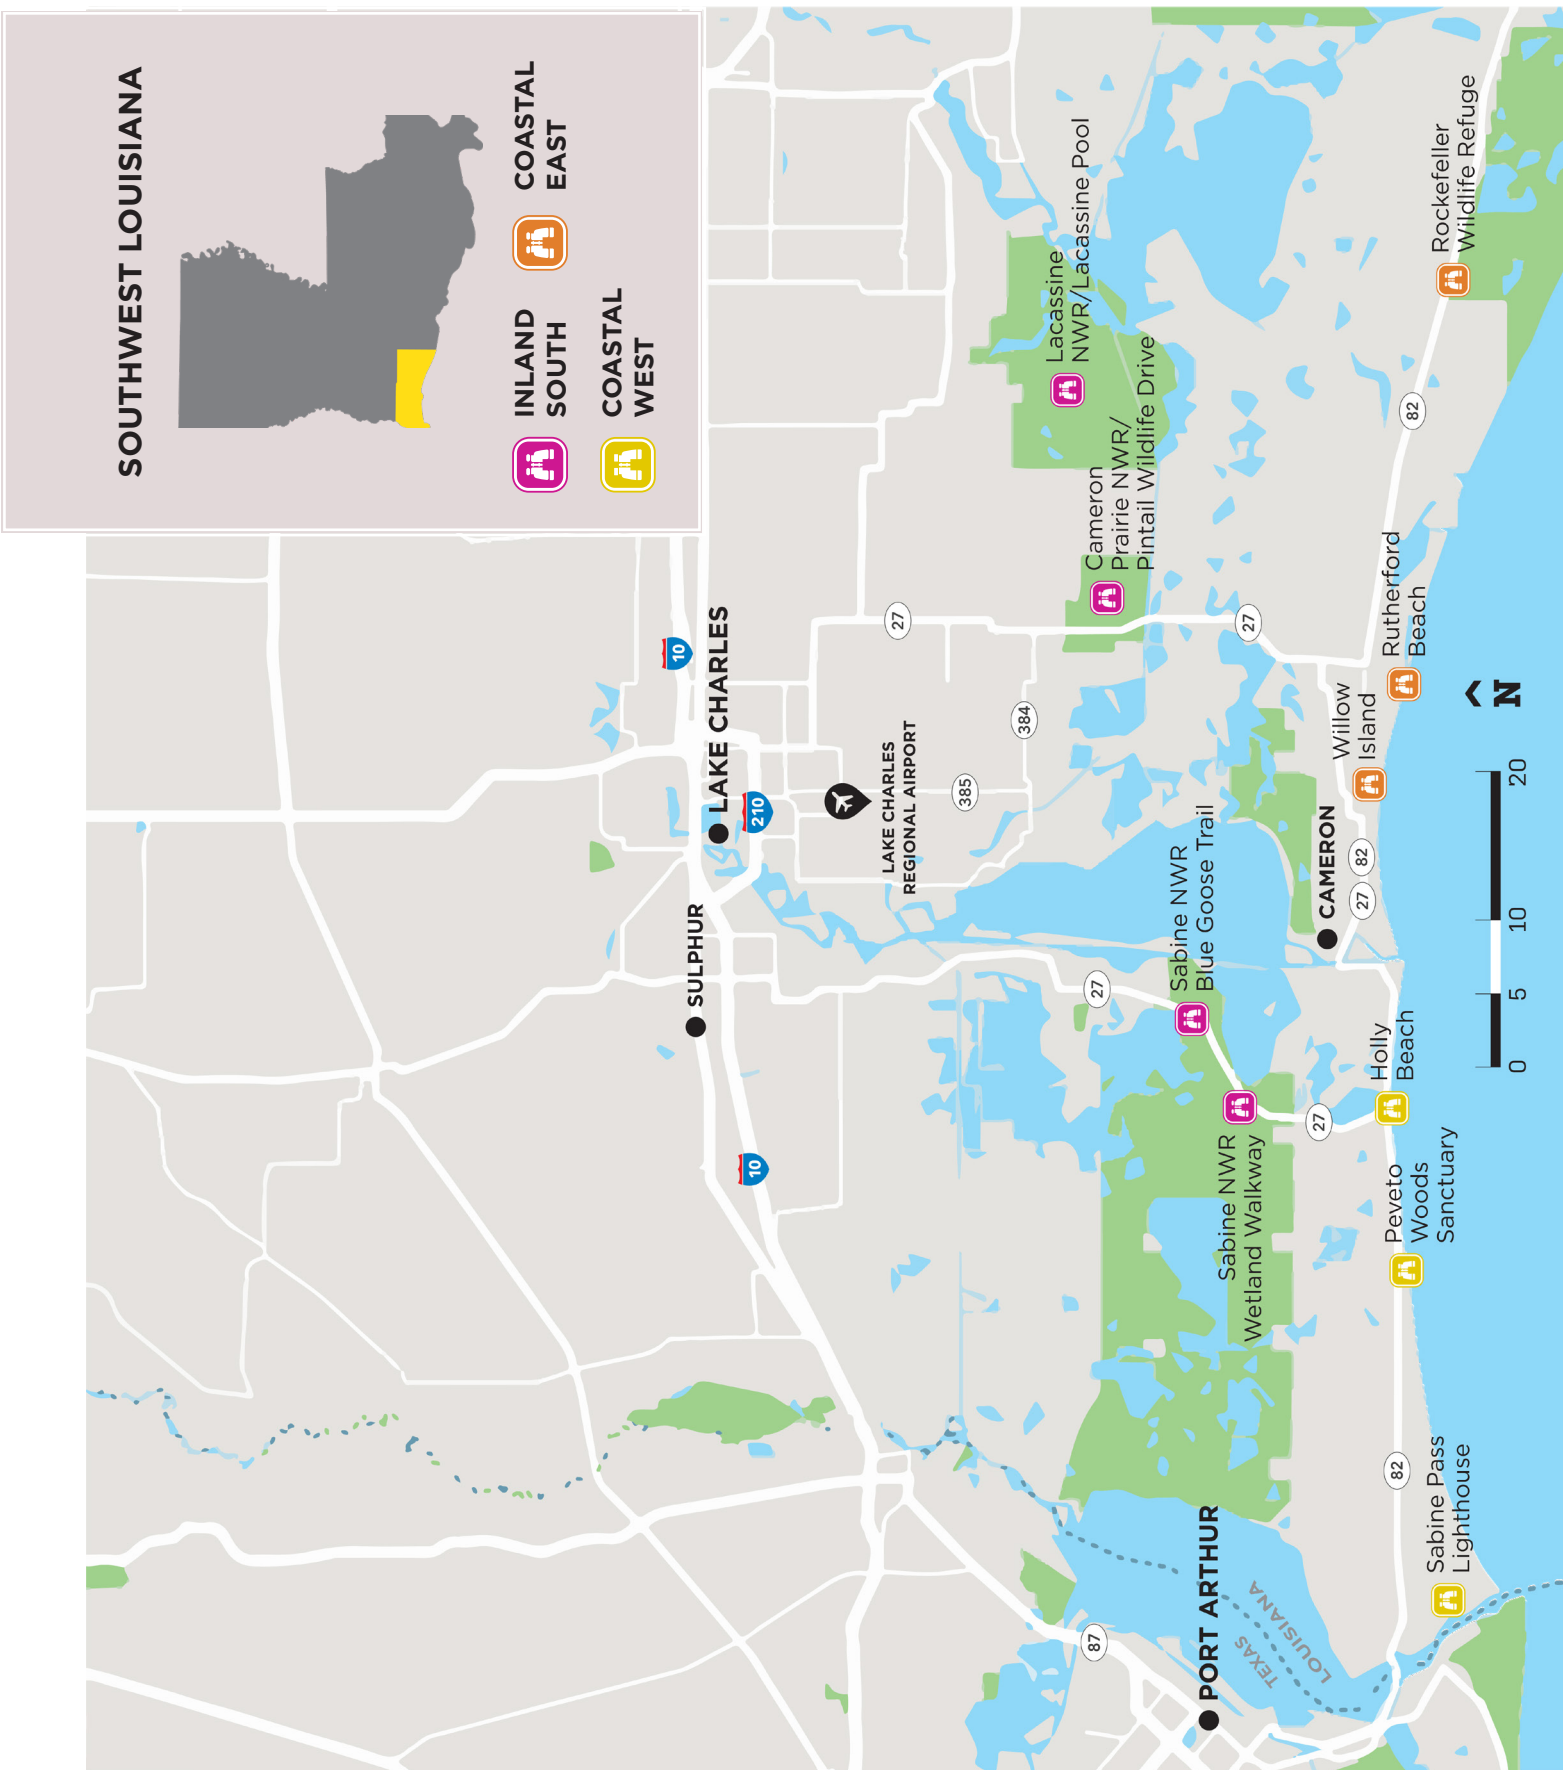 SOUTHWEST LOUISIANA
INLAND
SOUTH
COASTAL
EAST
COASTAL
WEST
10
LAKE CHARLES
210
SULPHUR
10
LAKE CHARLES
REGIONAL AIRPORT
27
385
384
Lacassine
NWR/Lacassine Pool
Cameron
Prairie NWR/
Pintail Wildlife Drive
27
27
Sabine NWR
Blue Goose Trail
Sabine NWR
Wetland Walkway
27
CAMERON
27
82
Willow
Island
Rutherford
Beach
82
Rockefeller
Wildlife Refuge
Holly
Beach
Peveto
Woods
Sanctuary
82
Sabine Pass
Lighthouse
87
PORT ARTHUR
TEXAS
LOUISIANA
0
5
10
20
N